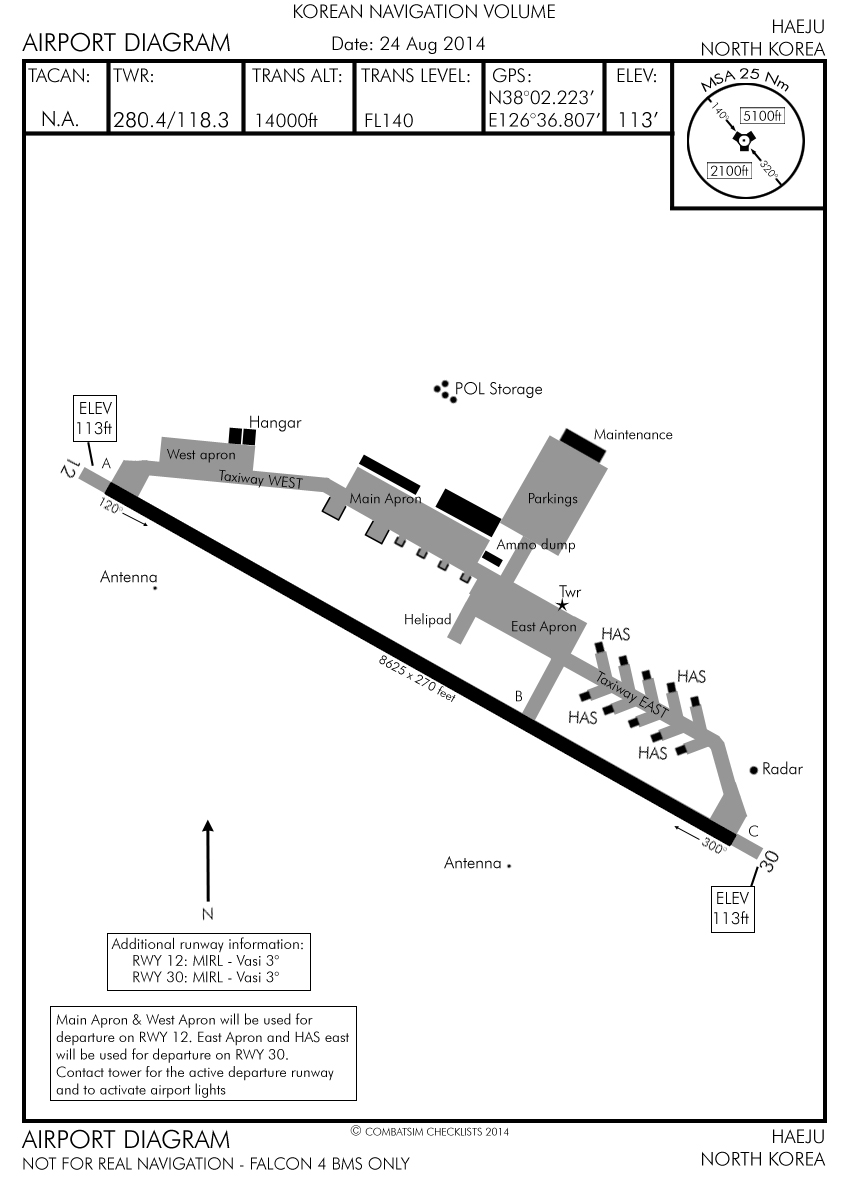 KOREAN NAVIGATION VOLUME
AIRPORT DIAGRAM
Date: 24 Aug 2014
HAEJU
NORTH KOREA
TACAN:
N.A.
TWR:
280.4/118.3
TRANS ALT:
14000ft
TRANS LEVEL:
FL140
GPS:
N38°02.223’
E126°36.807’
ELEV:
113’
MSA 25 Nm
140°
5100ft
2100ft
320°
POL Storage
ELEV
113ft
Hangar
Maintenance
12
A
West apron
Taxiway WEST
Main Apron
Parkings
120°
Ammo dump
Antenna
Twr
Helipad
East Apron
HAS
8625 x 270 feet
B
Taxiway EAST
HAS
HAS
HAS
Radar
C
300°
30
Antenna
ELEV
113ft
N
Additional runway information:
RWY 12: MIRL - Vasi 3°
RWY 30: MIRL - Vasi 3°
Main Apron & West Apron will be used for
departure on RWY 12. East Apron and HAS east
will be used for departure on RWY 30.
Contact tower for the active departure runway
and to activate airport lights
AIRPORT DIAGRAM
© COMBATSIM CHECKLISTS 2014
HAEJU
NOT FOR REAL NAVIGATION - FALCON 4 BMS ONLY
NORTH KOREA